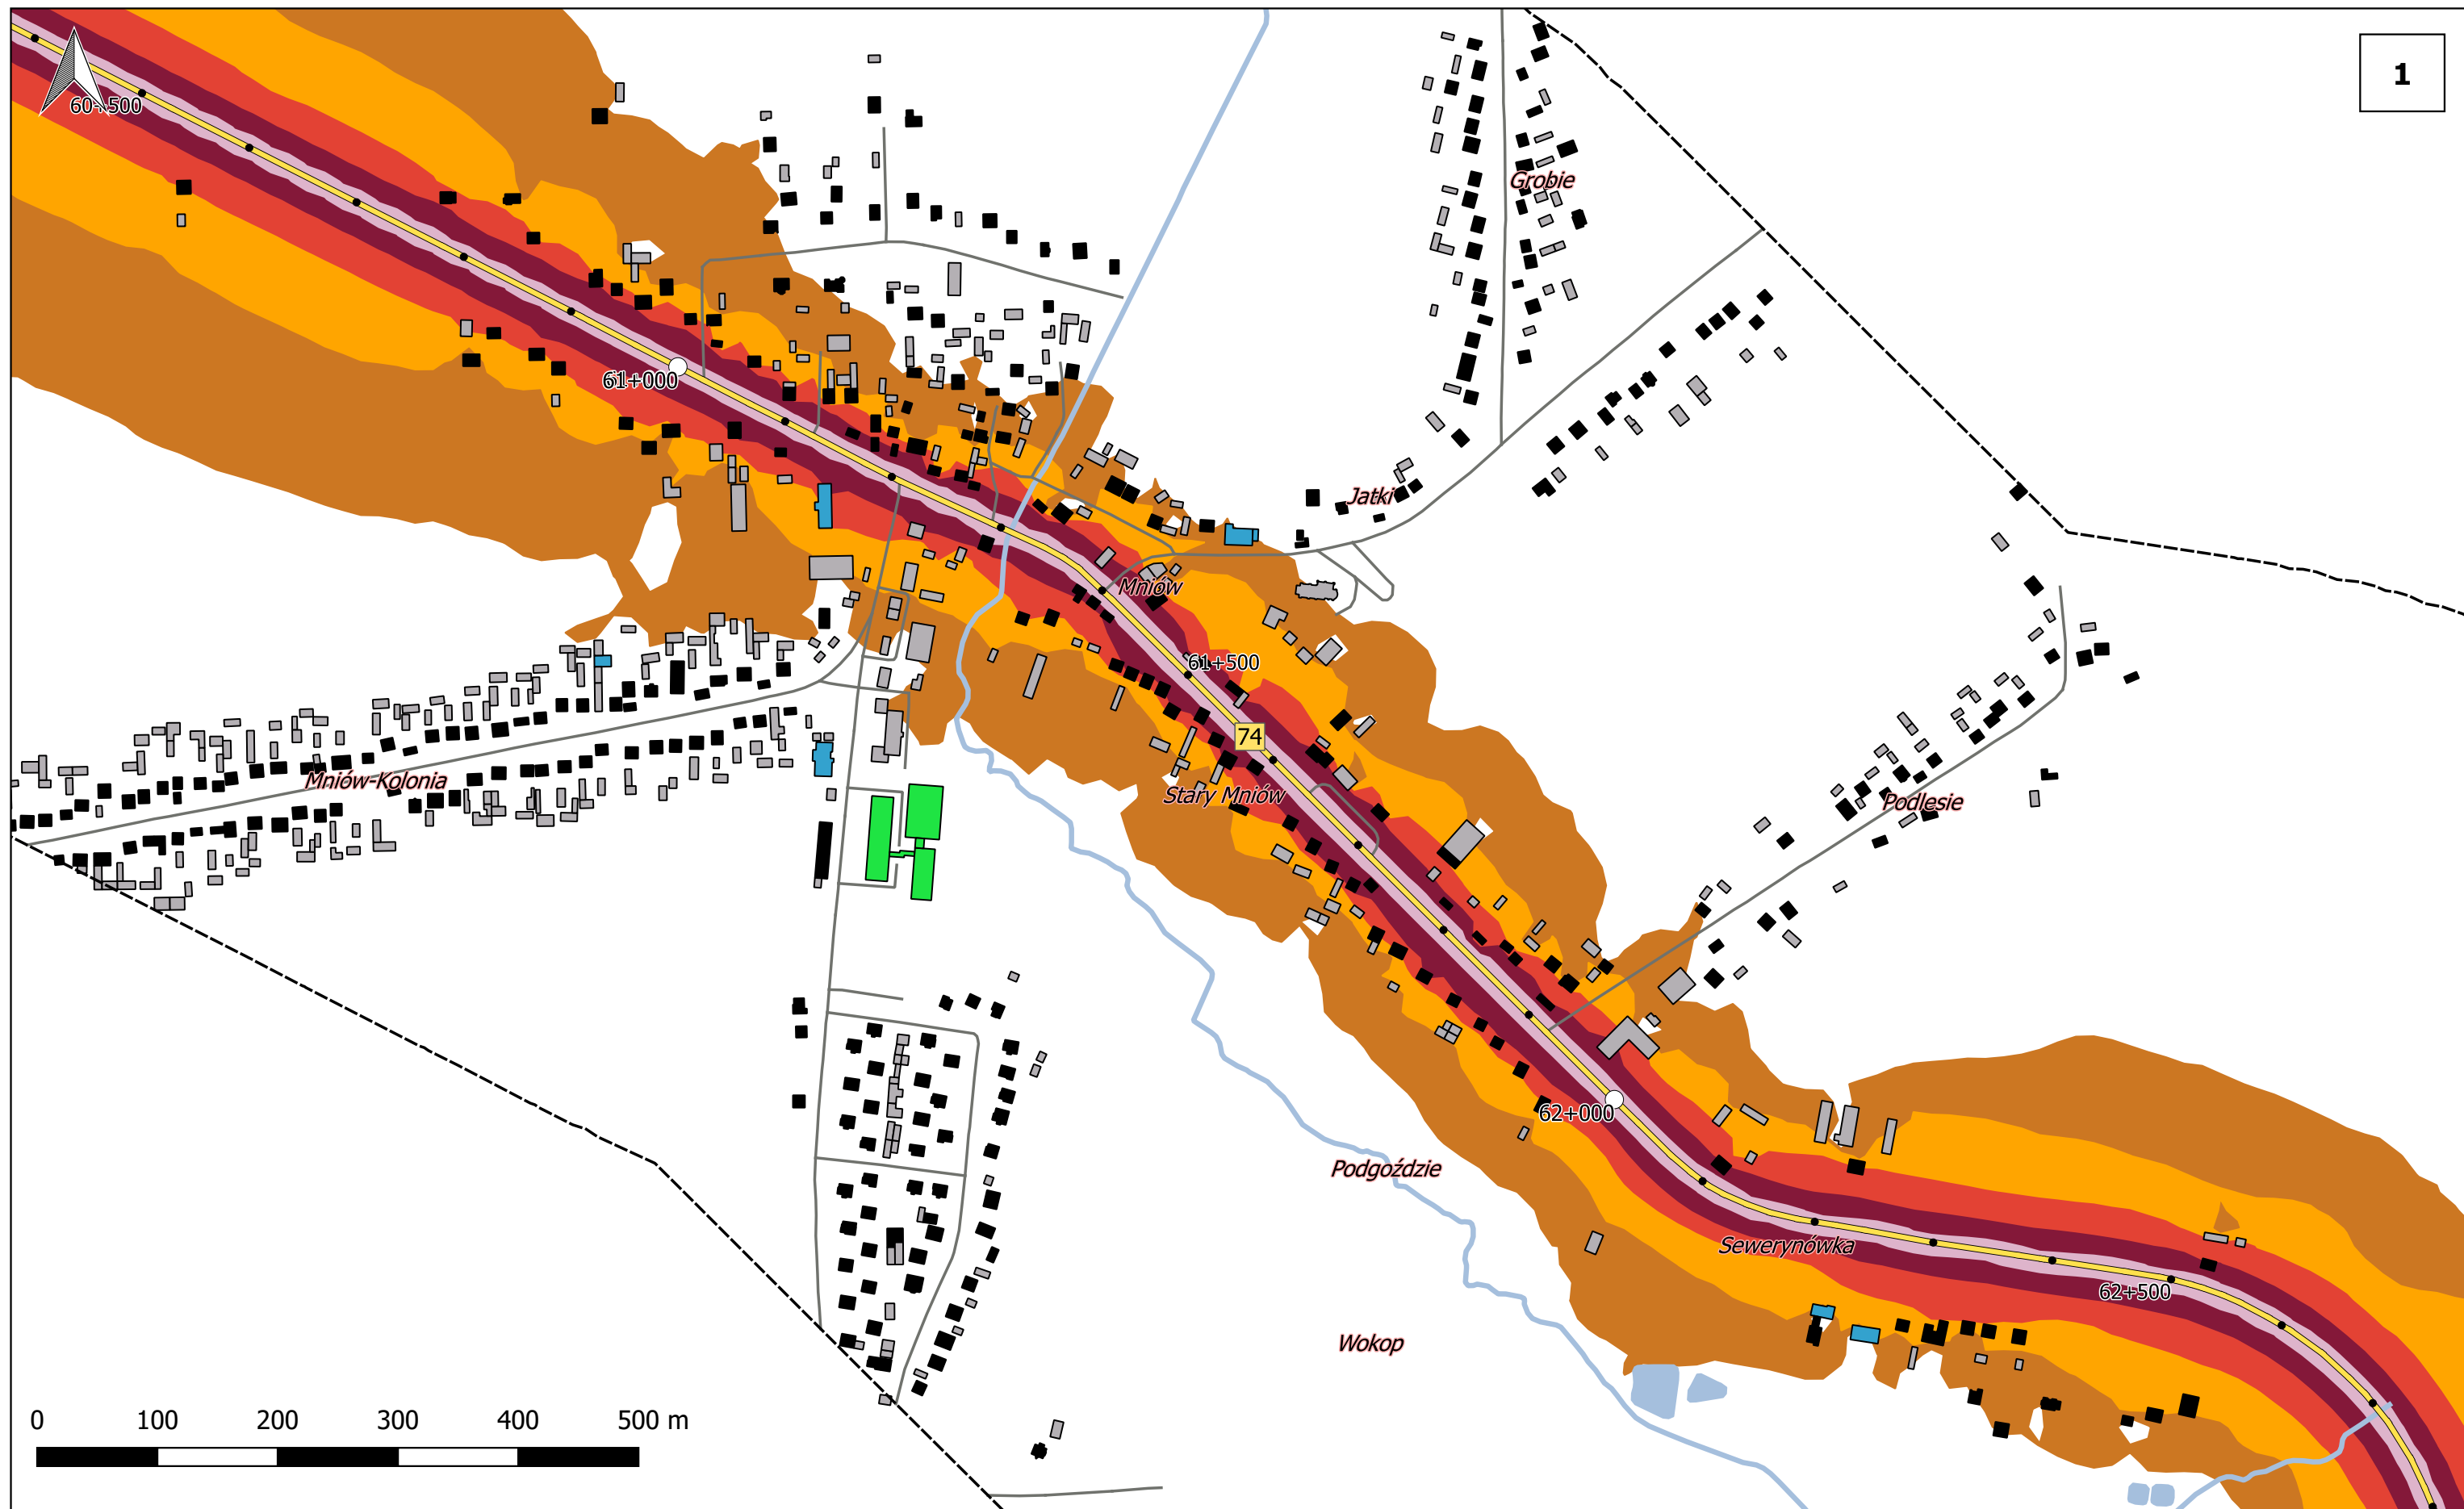 1
60+500
Grobie
61+000
Jatki
Mniów
61+500
74
Mniów-Kolonia
Stary Mniów
Podlesie
62+000
Podgoździe
Sewerynówka
62+500
Wokop
0 100 200 300 400 500 m